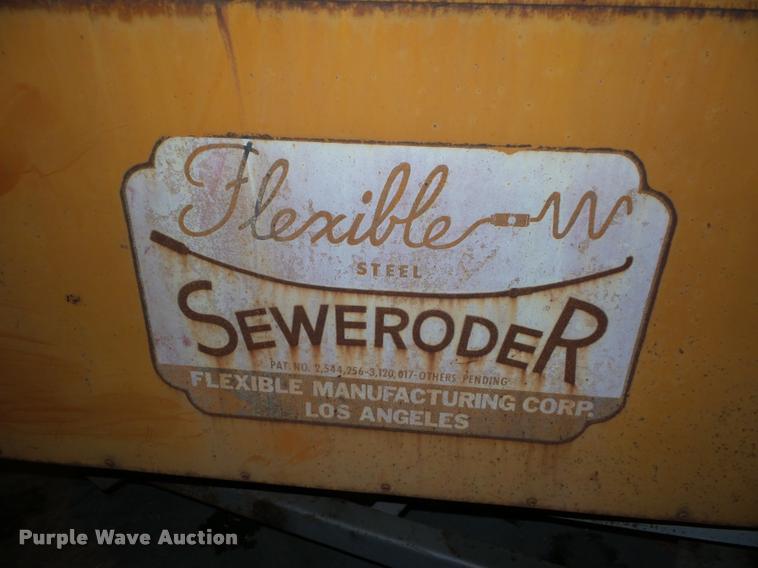 Flexible
STEEL
SEWERODER
PAT. NO. 2,544,256-3,120,017-OTHERS PENDING
FLEXIBLE MANUFACTURING CORP.
LOS ANGELES
Purple Wave Auction